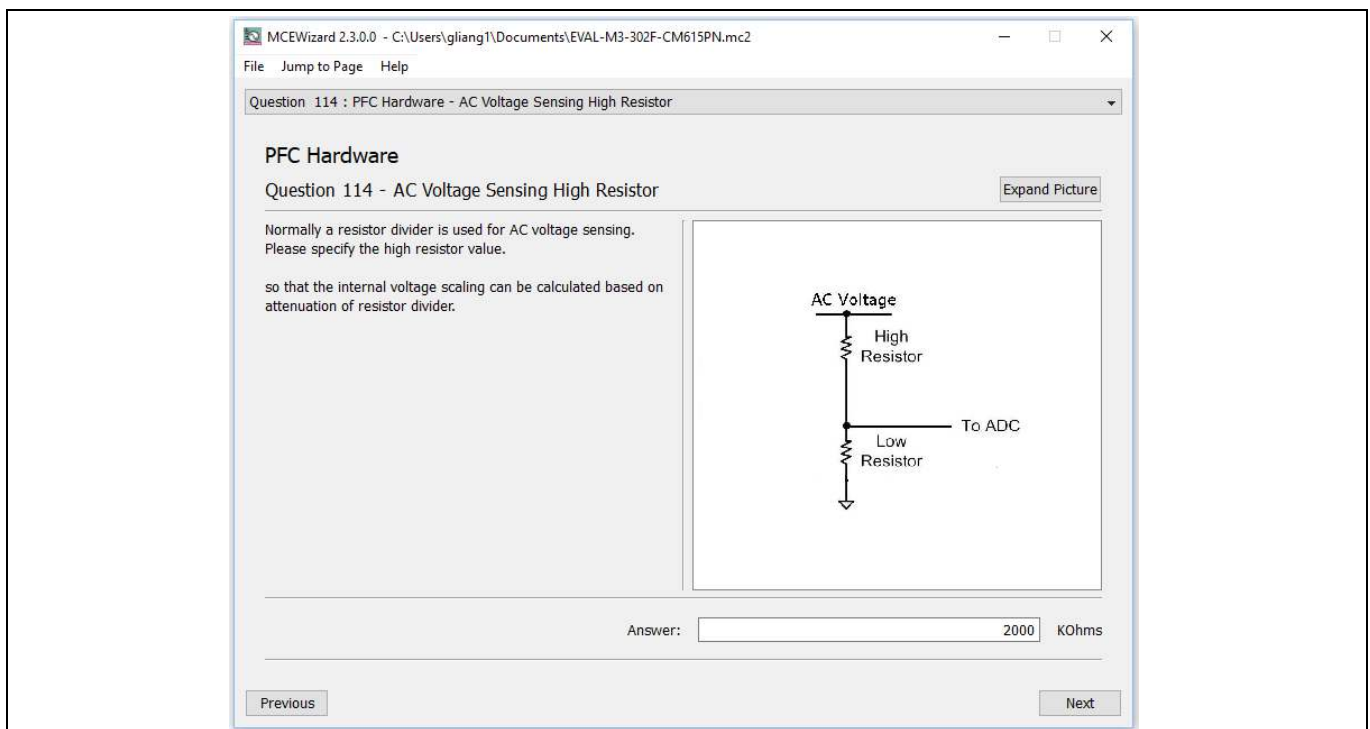 MCEWizard 2.3.0.0 - C:\Users\gliang1\Documents\EVAL-M3-302F-CM615PN.mc2
File Jump to Page Help
Question 114 : PFC Hardware - AC Voltage Sensing High Resistor
PFC Hardware
Question 114 - AC Voltage Sensing High Resistor
Expand Picture
Normally a resistor divider is used for AC voltage sensing.
Please specify the high resistor value.
so that the internal voltage scaling can be calculated based on
attenuation of resistor divider.
AC Voltage
High
Resistor
To ADC
Low
Resistor
Answer: 2000 KOhms
Previous Next